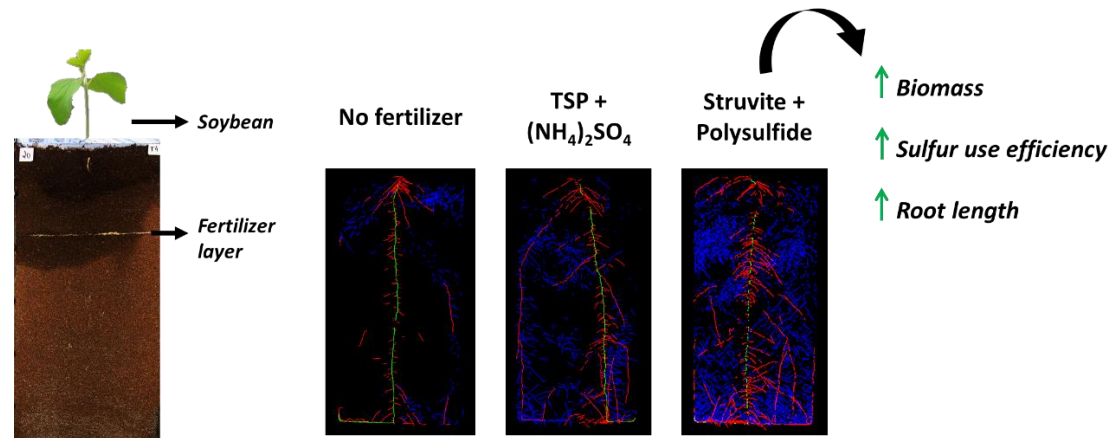 Soybean
Fertilizer
layer
No fertilizer
TSP +
(NH4)2SO4
Struvite +
Polysulfide
Biomass
Sulfur use efficiency
Root length